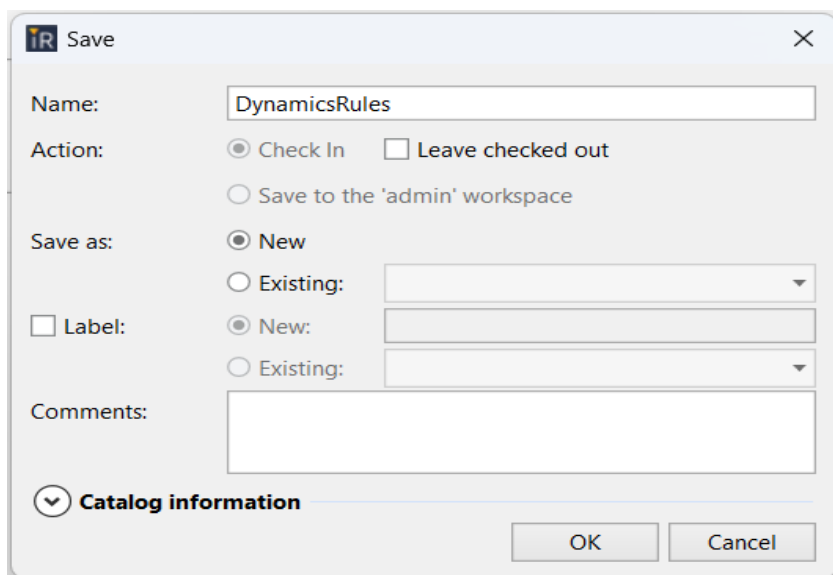 iR Save
Name: DynamicsRules
Action: Check In Leave checked out
Save to the 'admin' workspace
Save as: New
Existing:
Label: New:
Existing:
Comments:
Catalog information
OK Cancel